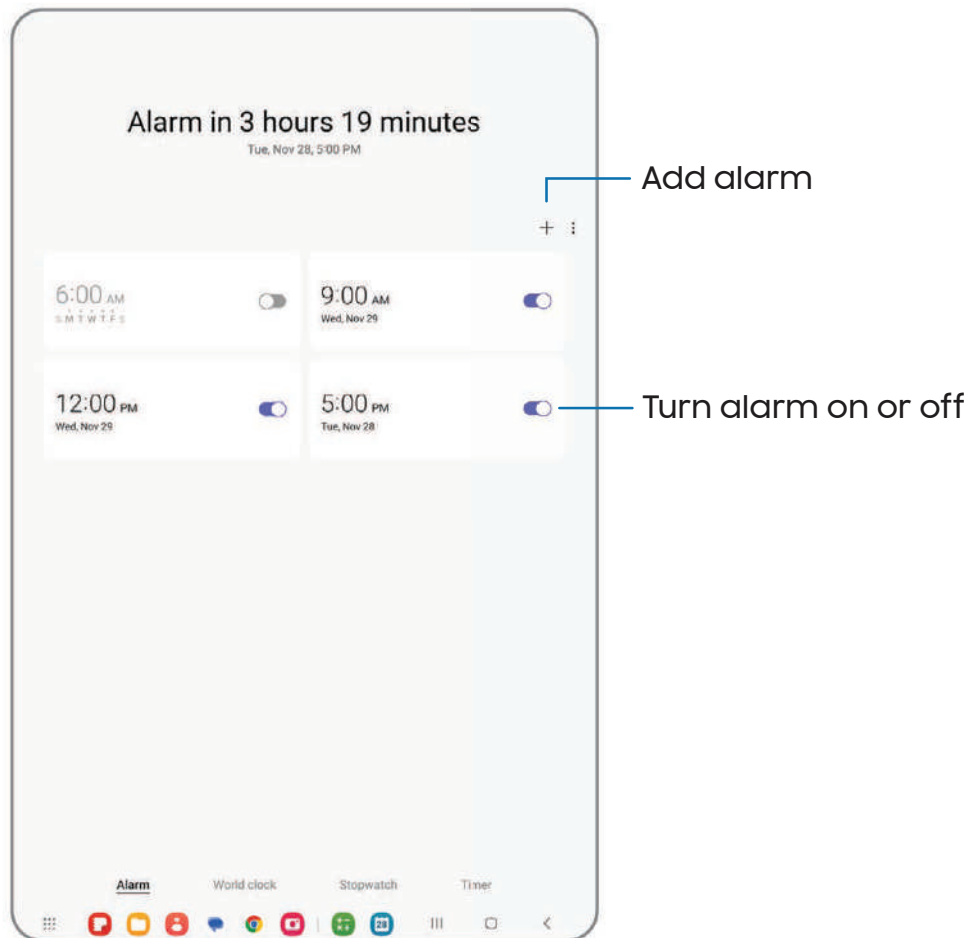 Alarm in 3 hours 19 minutes
Tue, Nov 28, 5:00 PM
Add alarm
6:00 AM
S M T W T F S
9:00 AM
Wed, Nov 29
12:00 PM
Wed, Nov 29
5:00 PM
Tue, Nov 28
Turn alarm on or off
Alarm World clock Stopwatch Timer
28